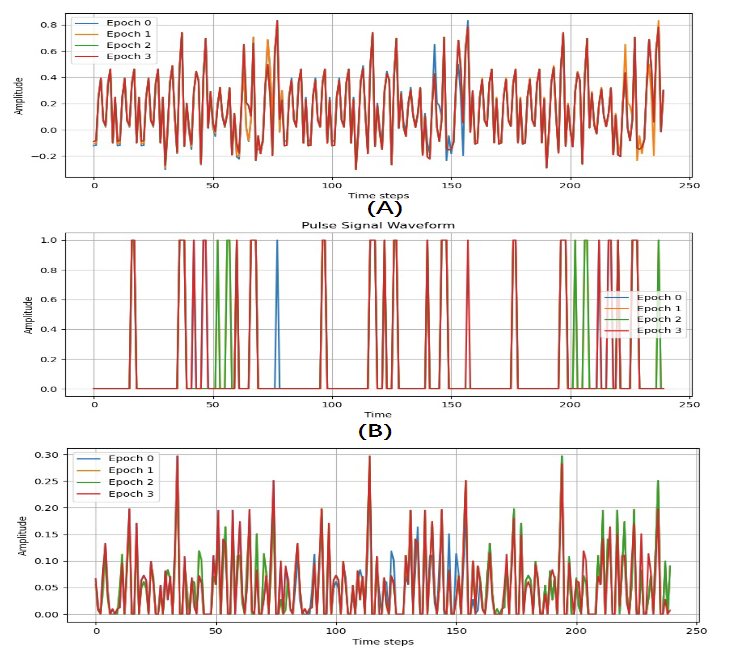 0.8
0.6
0.4
0.2
0.0
−0.2
Amplitude
Epoch 0
Epoch 1
Epoch 2
Epoch 3
0 50 100 150 200 250
Time steps
(A)
Pulse Signal Waveform
1.0
0.8
0.6
0.4
0.2
0.0
Amplitude
Epoch 0
Epoch 1
Epoch 2
Epoch 3
0 50 100 150 200 250
Time
(B)
0.30
0.25
0.20
0.15
0.10
0.05
0.00
Amplitude
Epoch 0
Epoch 1
Epoch 2
Epoch 3
0 50 100 150 200 250
Time steps